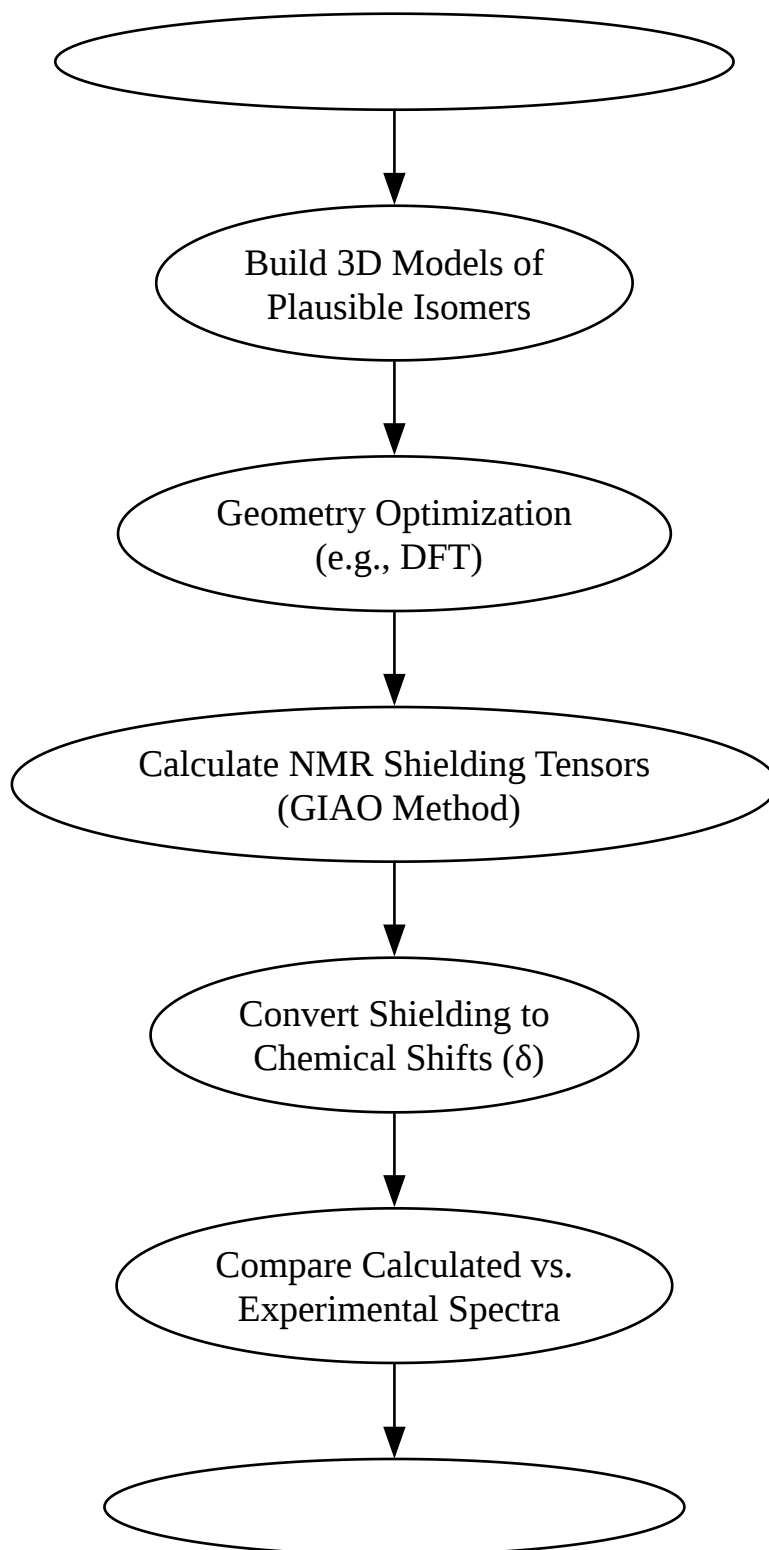 Build 3D Models of
Plausible Isomers
Geometry Optimization
(e.g., DFT)
Calculate NMR Shielding Tensors
(GIAO Method)
Convert Shielding to
Chemical Shifts (δ)
Compare Calculated vs.
Experimental Spectra